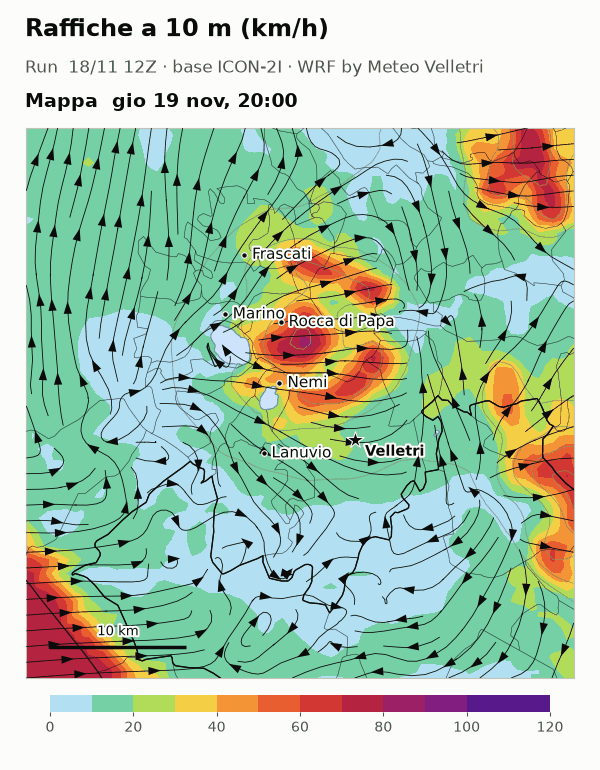 Raffiche a 10 m (km/h)
Run  18/11 12Z · base ICON-2I · WRF by Meteo Velletri
Mappa  gio 19 nov, 20:00
Frascati
Marino
Rocca di Papa
Nemi
Velletri
Lanuvio
10 km
0 20 40 60 80 100 120